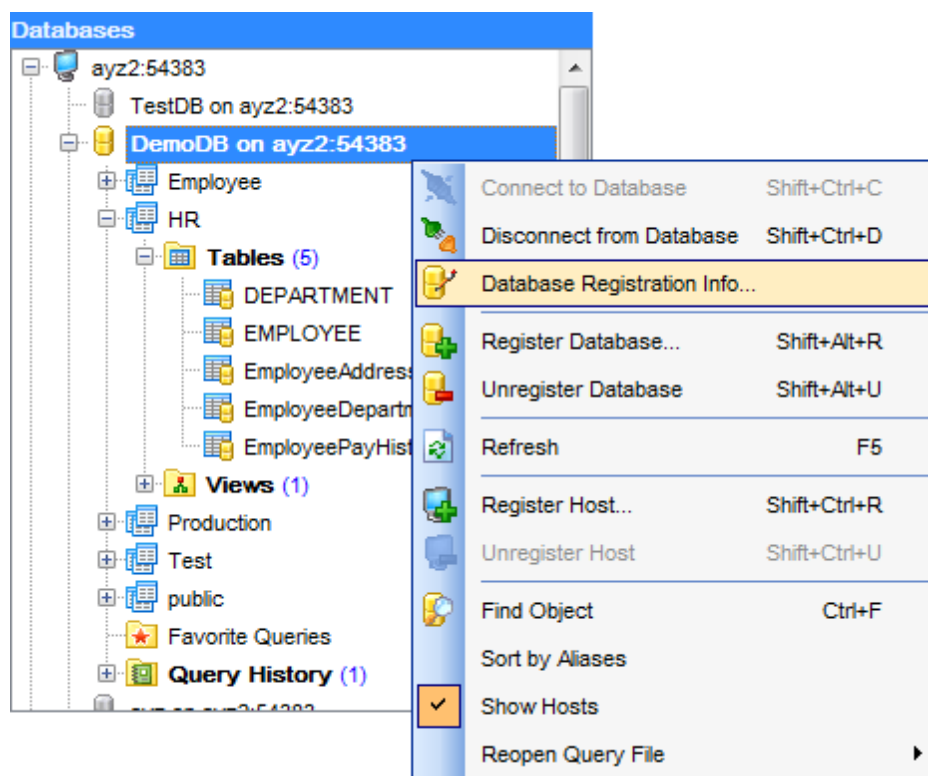 Databases
ayz2:54383
TestDB on ayz2:54383
DemoDB on ayz2:54383
Employee
HR
Tables (5)
DEPARTMENT
EMPLOYEE
EmployeeAddres
EmployeeDepart
EmployeePayHist
Views (1)
Production
Test
public
Favorite Queries
Query History (1)
Connect to Database Shift+Ctrl+C
Disconnect from Database Shift+Ctrl+D
Database Registration Info...
Register Database... Shift+Alt+R
Unregister Database Shift+Alt+U
Refresh F5
Register Host... Shift+Ctrl+R
Unregister Host Shift+Ctrl+U
Find Object Ctrl+F
Sort by Aliases
Show Hosts
Reopen Query File